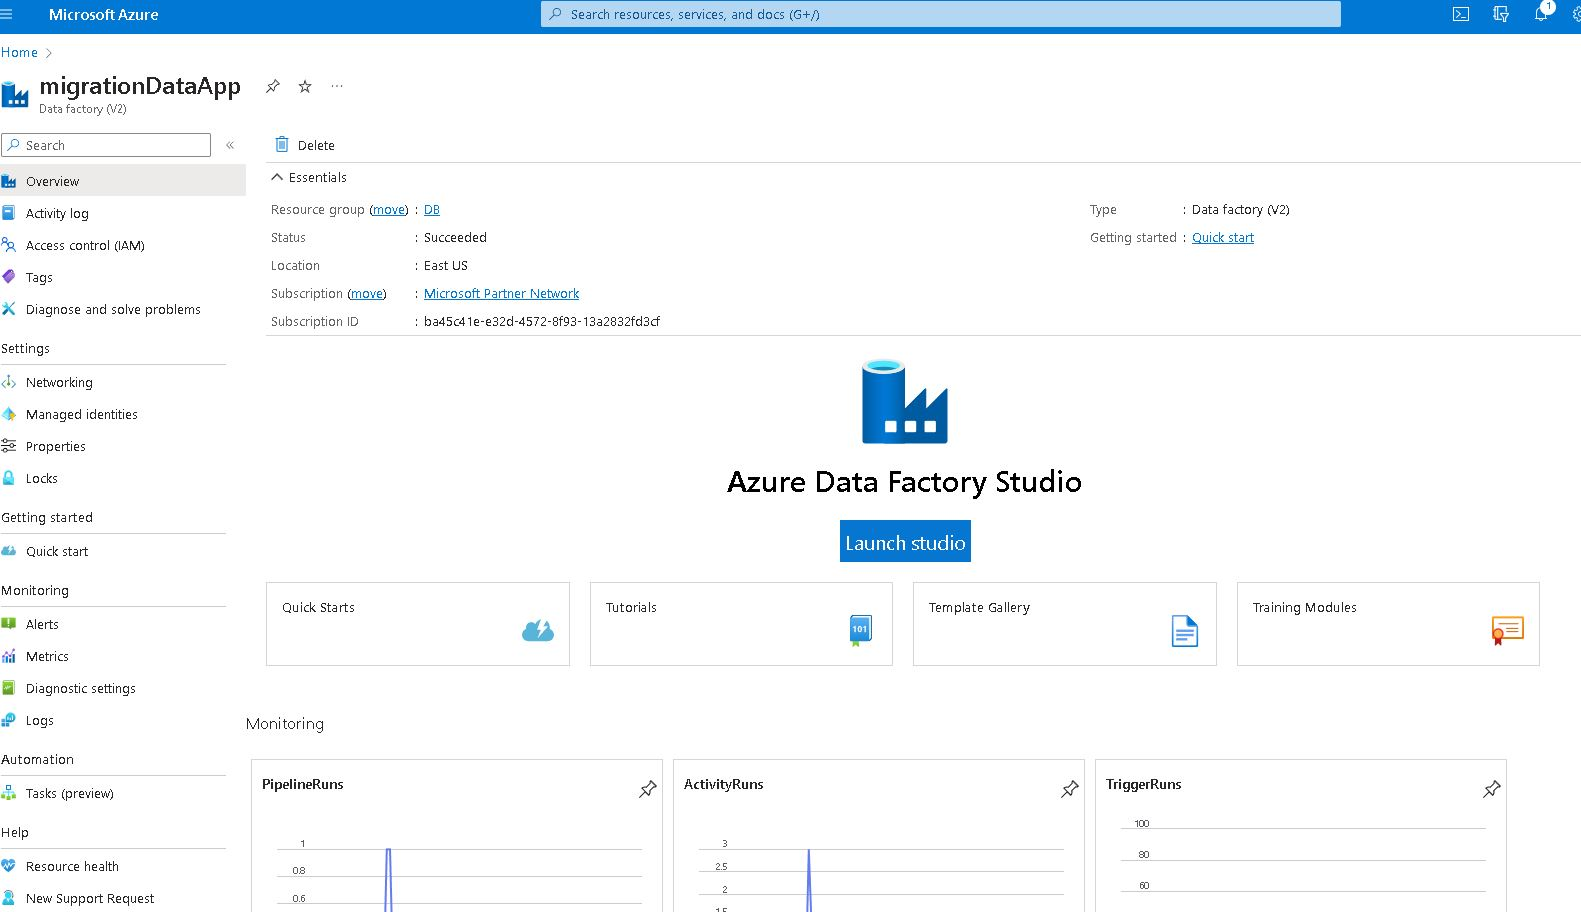 Microsoft Azure
Search resources, services, and docs (G+/)
1
Home
migrationDataApp
Data factory (V2)
Search
Delete
Overview
Activity log
Access control (IAM)
Tags
Diagnose and solve problems
Settings
Networking
Managed identities
Properties
Locks
Getting started
Quick start
Monitoring
Alerts
Metrics
Diagnostic settings
Logs
Automation
Tasks (preview)
Help
Resource health
New Support Request
Essentials
Resource group (move) : DB
Status : Succeeded
Location : East US
Subscription (move) : Microsoft Partner Network
Subscription ID : ba45c41e-e32d-4572-8f93-13a2832fd3cf
Type : Data factory (V2)
Getting started : Quick start
Azure Data Factory Studio
Launch studio
Quick Starts
Tutorials
101
Template Gallery
Training Modules
Monitoring
PipelineRuns
1
0.8
0.6
ActivityRuns
3
2.5
2
1.5
TriggerRuns
100
80
60